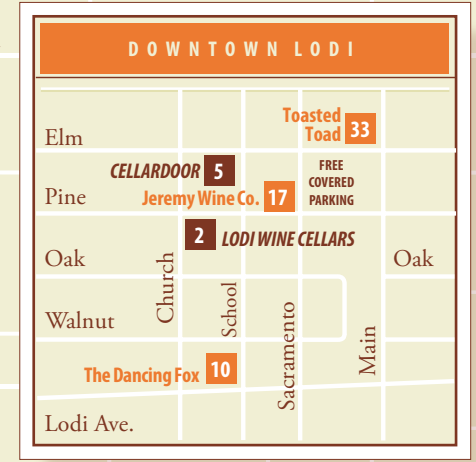 DOWNTOWN LODI
Toasted
Toad 33
Elm
FREE
COVERED
PARKING
CELLARDOOR 5
Pine
Jeremy Wine Co. 17
2 LODI WINE CELLARS
Oak
Oak
Church
School
Sacramento
Main
Walnut
The Dancing Fox 10
Lodi Ave.